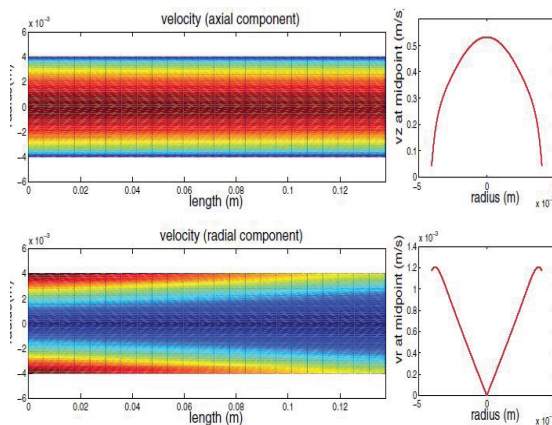 velocity (axial component)
x 10⁻³
6
4
2
0
-2
-4
-6
0 0.02 0.04 0.06 0.08 0.1 0.12
length (m)
vz at midpoint (m/s)
0.5
0.4
0.3
0.2
0.1
0
-5 0 5
radius (m)
velocity (radial component)
x 10⁻³
6
4
2
0
-2
-4
-6
0 0.02 0.04 0.06 0.08 0.1 0.12
length (m)
x 10⁻³
vr at midpoint (m/s)
1.4
1.2
1
0.8
0.6
0.4
0.2
0
-5 0 5
radius (m)